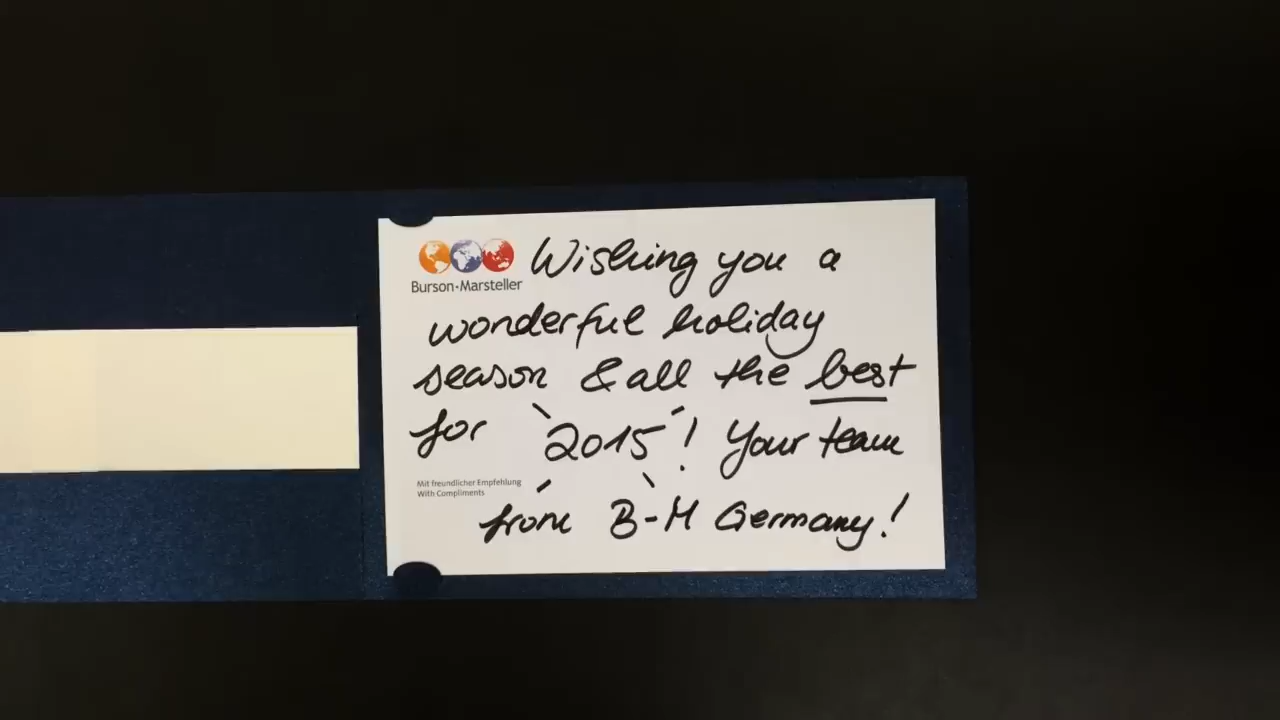 Burson•Marsteller
Wishing you a
wonderful holiday
season & all the best
for 2015! Your team
from B-M Germany!
Mit freundlicher Empfehlung
With Compliments